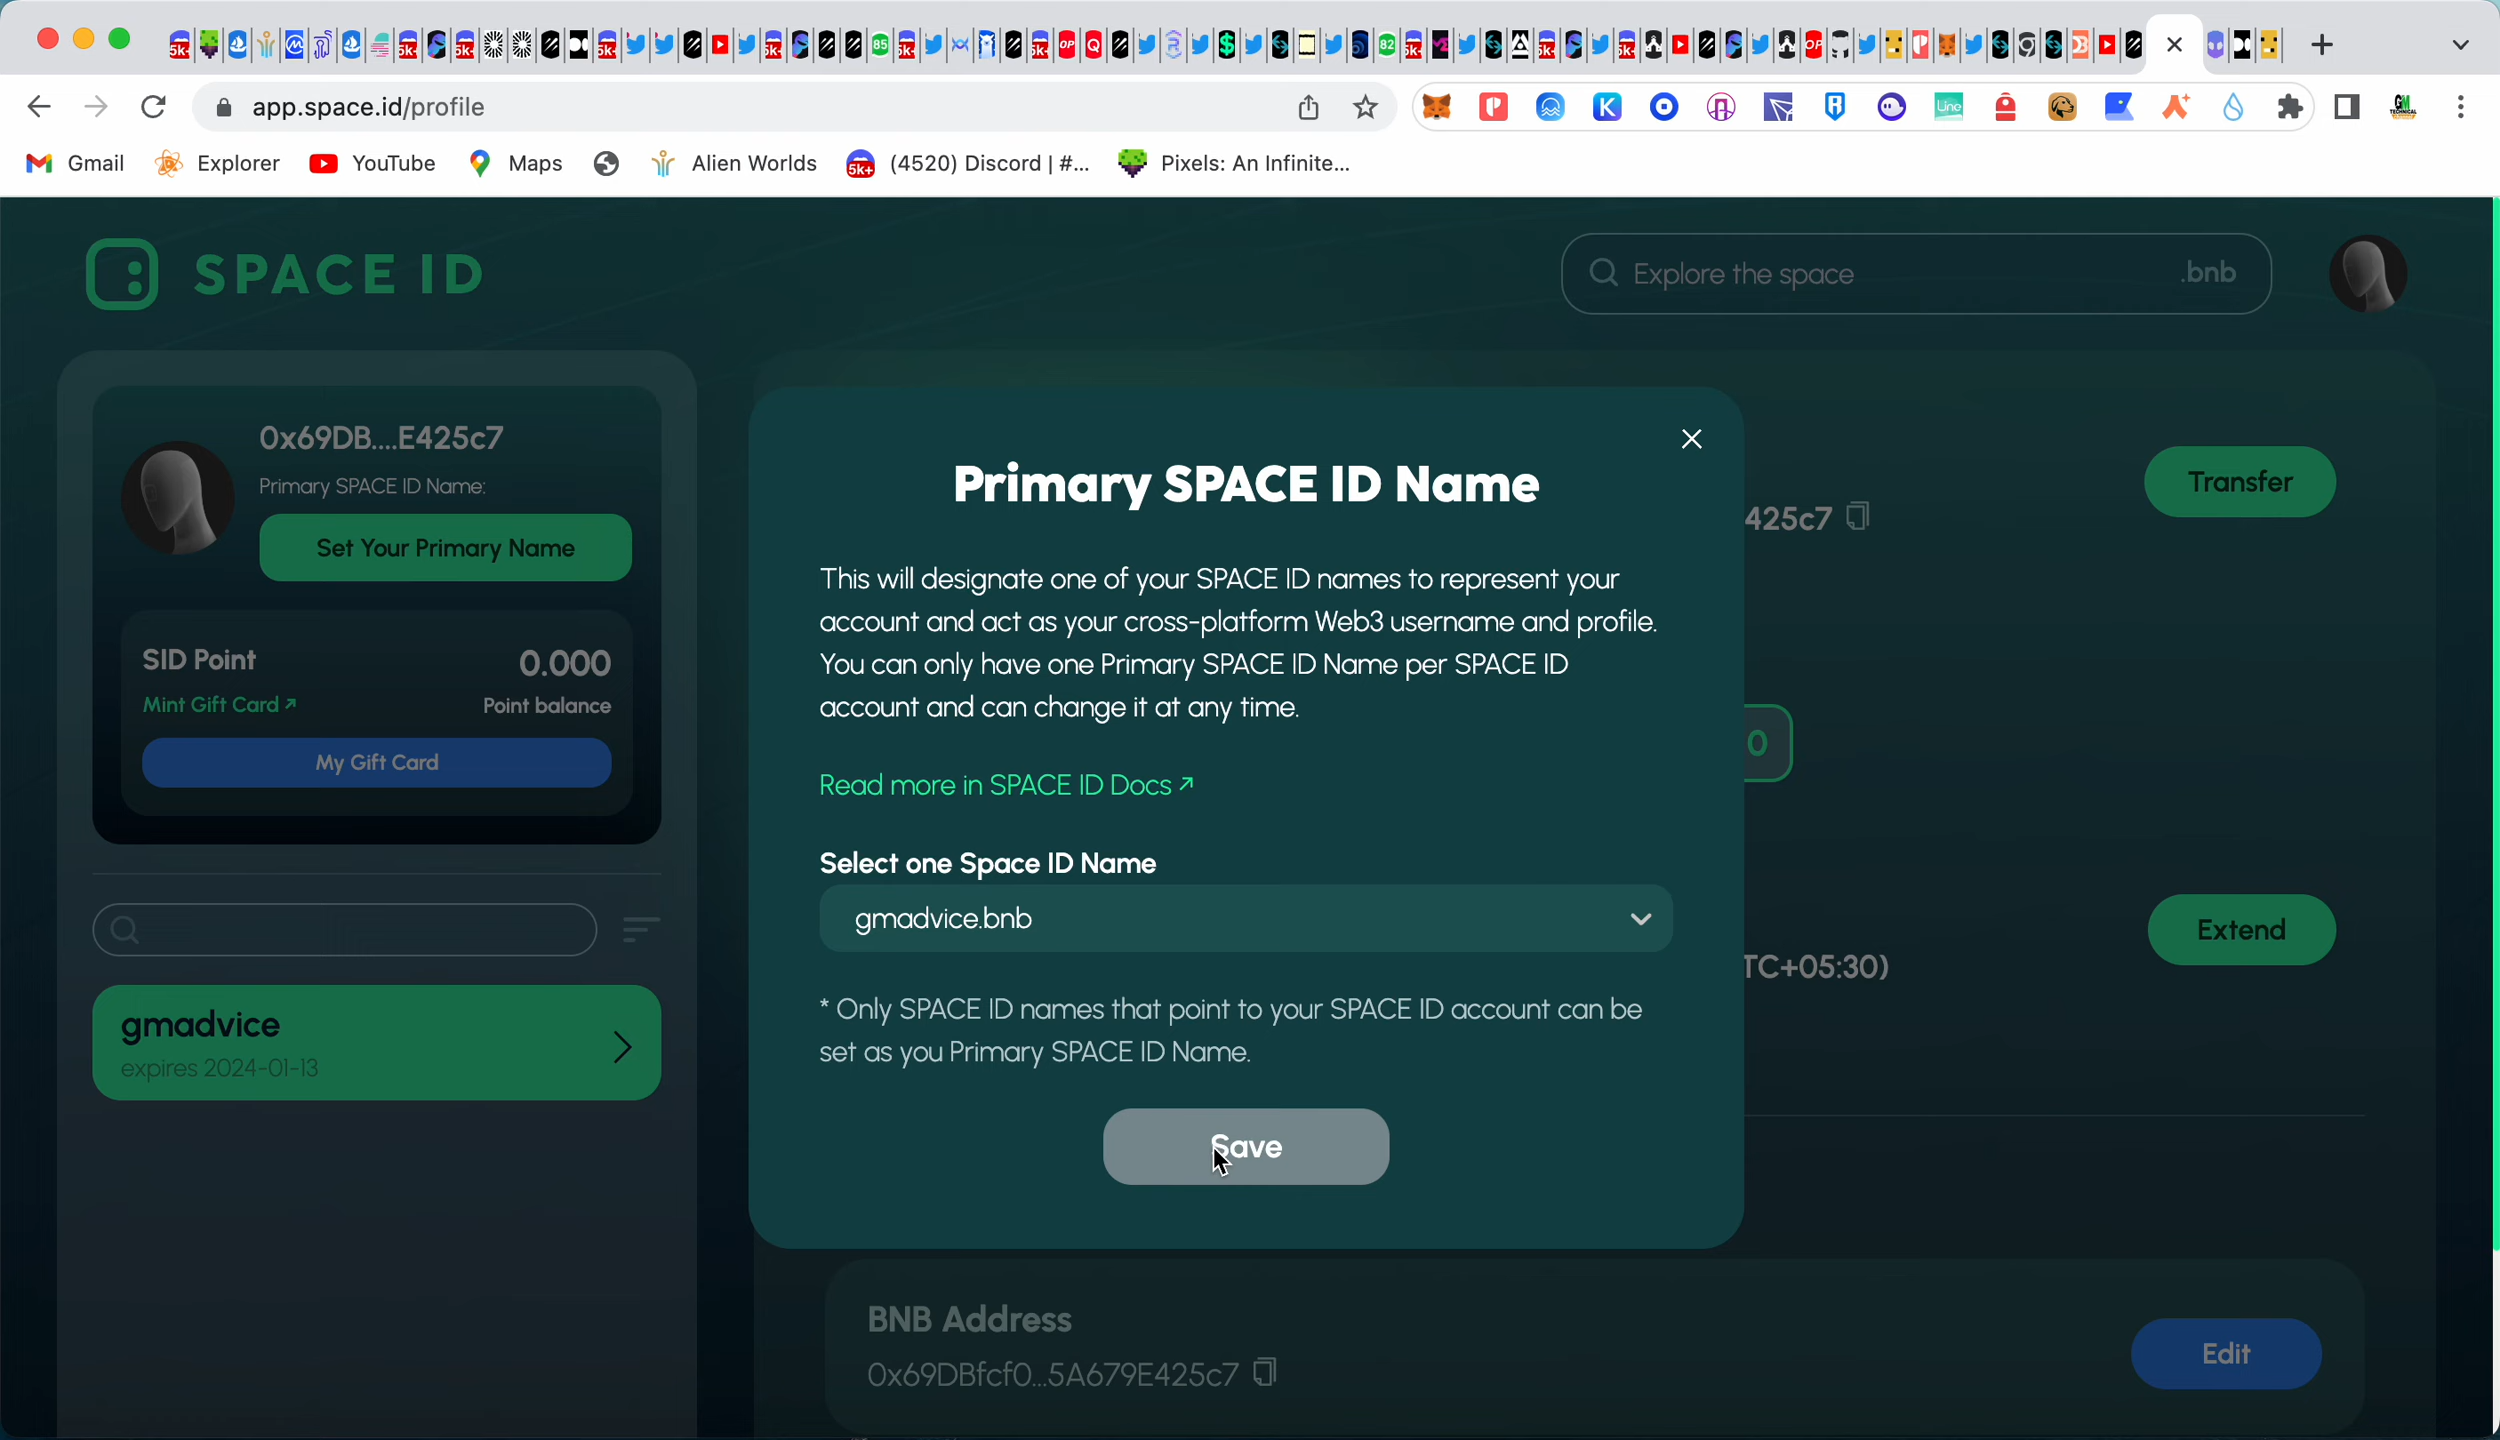 app.space.id/profile
Gmail
Explorer
YouTube
Maps
Alien Worlds
(4520) Discord | #...
Pixels: An Infinite...
SPACE ID
Explore the space
.bnb
0x69DB....E425c7
Primary SPACE ID Name:
Set Your Primary Name
SID Point
0.000
Mint Gift Card ↗
Point balance
My Gift Card
gmadvice
expires 2024-01-13
Primary SPACE ID Name
This will designate one of your SPACE ID names to represent your
account and act as your cross-platform Web3 username and profile.
You can only have one Primary SPACE ID Name per SPACE ID
account and can change it at any time.
Read more in SPACE ID Docs ↗
Select one Space ID Name
gmadvice.bnb
* Only SPACE ID names that point to your SPACE ID account can be
set as you Primary SPACE ID Name.
Save
425c7
Transfer
0
Extend
TC+05:30)
BNB Address
0x69DBfcf0...5A679E425c7
Edit